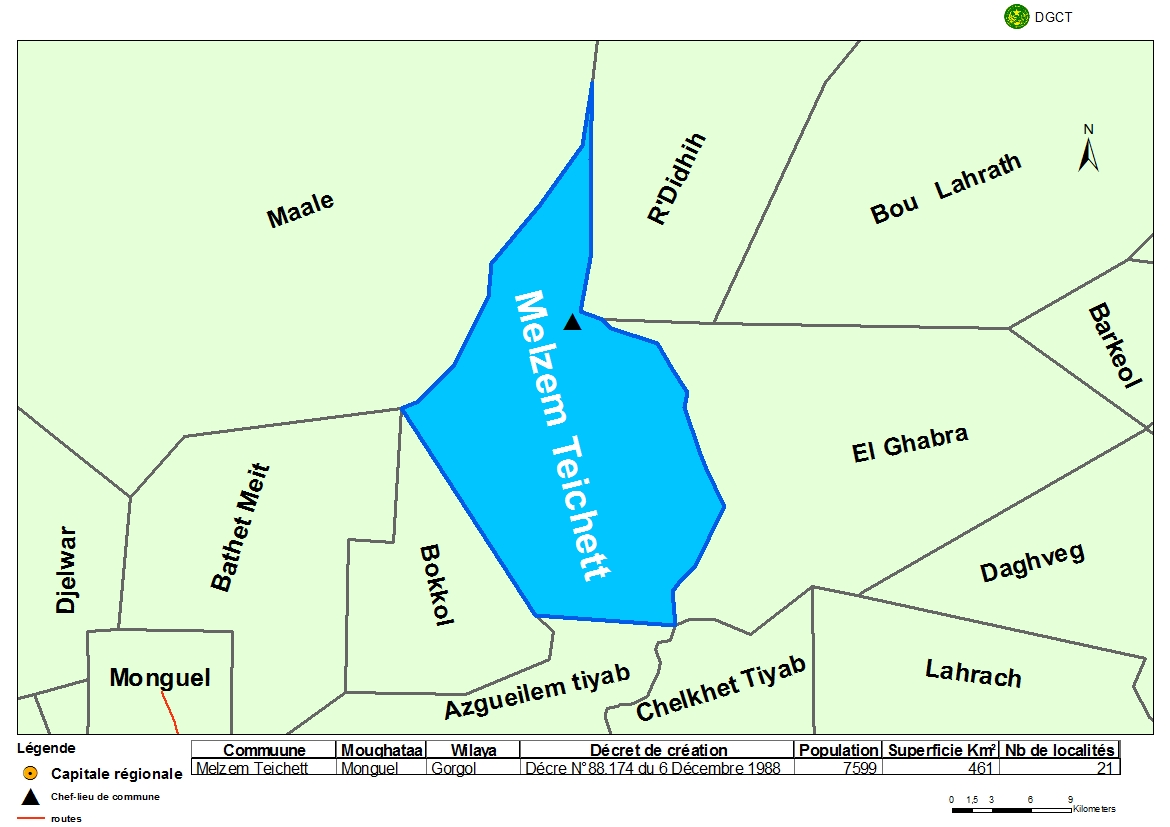 DGCT
N
Maale
R'Didhih
Bou Lahrath
Barkeol
Melzem Teichett
El Ghabra
Bathet Meit
Djelwar
Bokkol
Daghveg
Monguel
Azgueilem tiyab
Chelkhet Tiyab
Lahrach
Légende
Capitale régionale
Chef-lieu de commune
routes
Commuune Moughataa Wilaya Décret de création Population Superficie Km² Nb de localités
Melzem Teichett Monguel Gorgol Décre N°88.174 du 6 Décembre 1988 7599 461 21
0 1,5 3 6 9
Kilometers